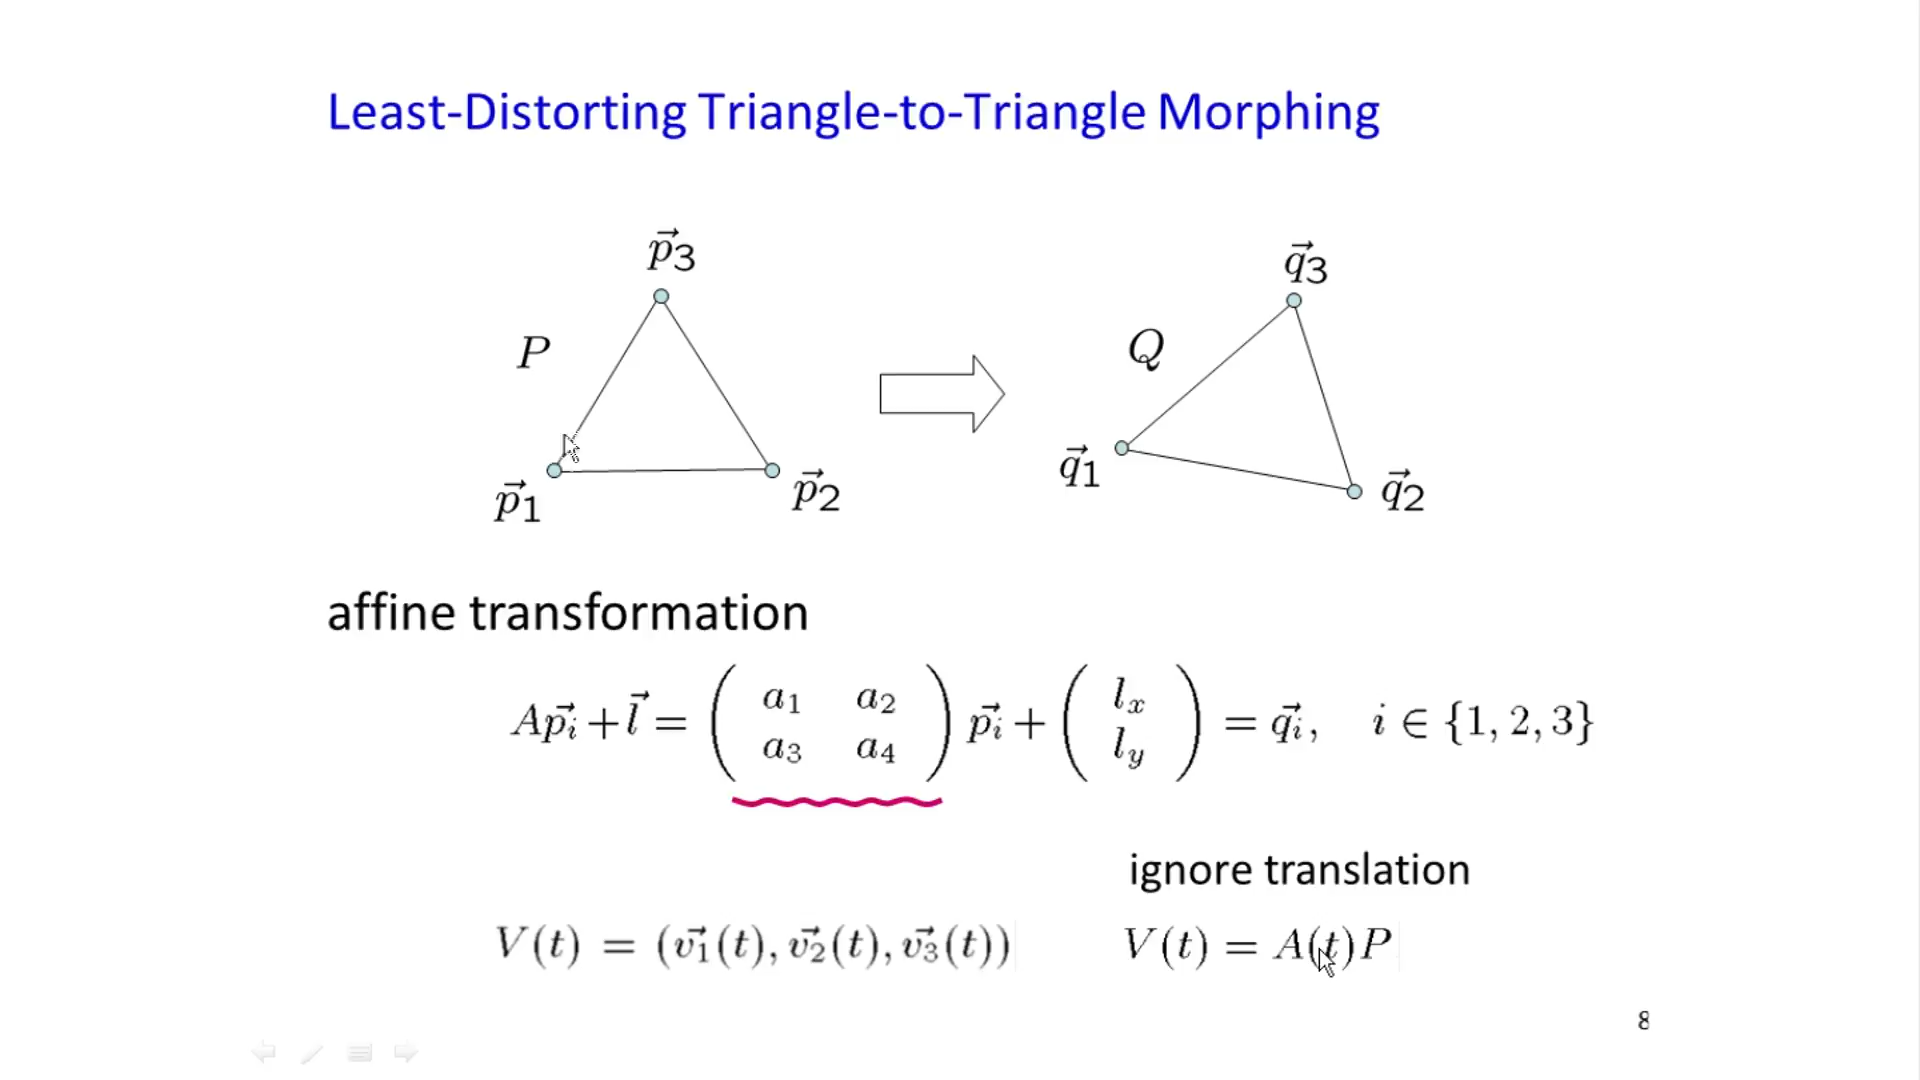 Least-Distorting Triangle-to-Triangle Morphing
p⃗3
q⃗3
P
Q
p⃗1
p⃗2
q⃗1
q⃗2
affine transformation
Ap⃗i + l⃗ = ( a1 a2 a3 a4 ) p⃗i + ( lx ly ) = q⃗i, i ∈ {1, 2, 3}
ignore translation
V(t) = (v⃗1(t), v⃗2(t), v⃗3(t))
V(t) = A(t)P
8